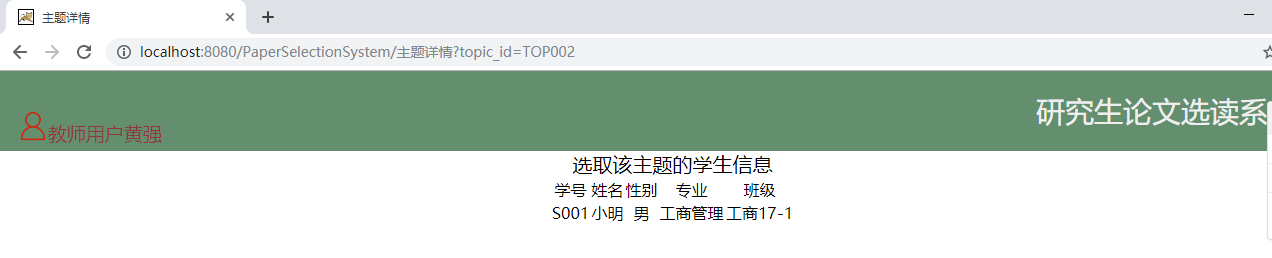 主题详情
localhost:8080/PaperSelectionSystem/主题详情?topic_id=TOP002
研究生论文选读系
教师用户黄强
选取该主题的学生信息
学号 姓名 性别 专业 班级
S001 小明 男 工商管理 工商17-1